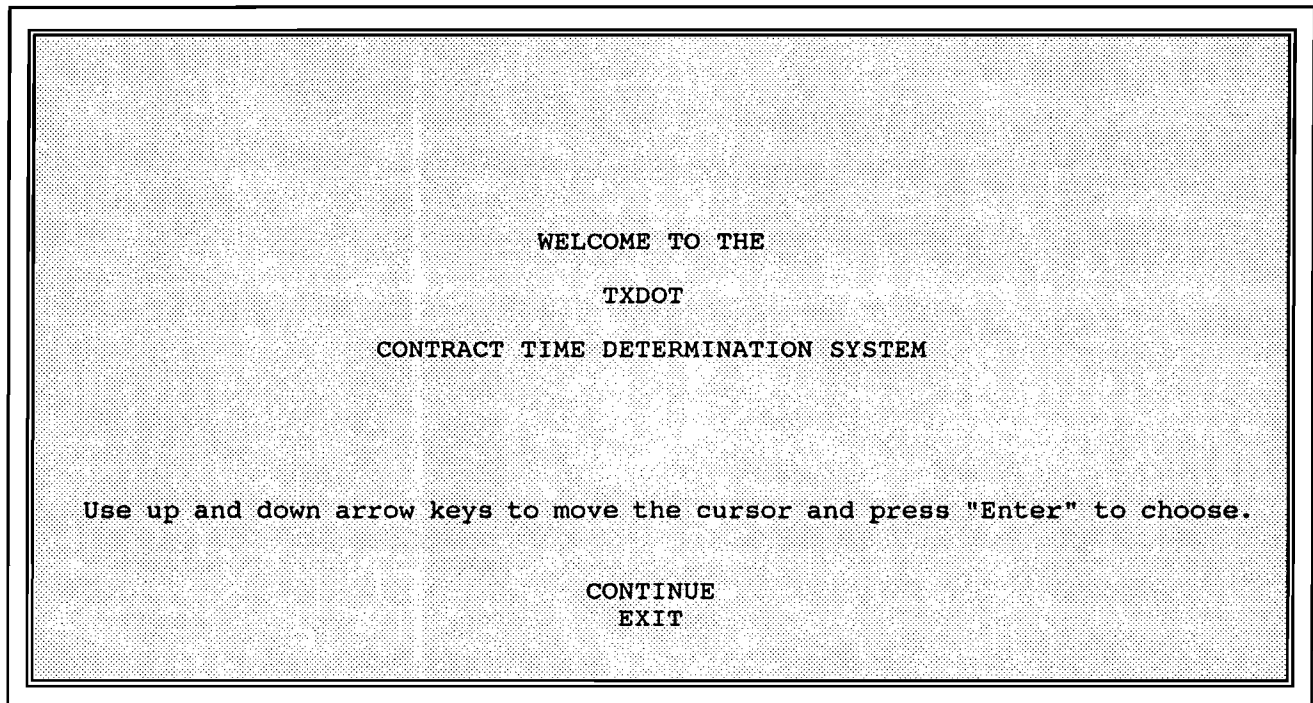 WELCOME TO THE
TXDOT
CONTRACT TIME DETERMINATION SYSTEM
Use up and down arrow keys to move the cursor and press "Enter" to choose.
CONTINUE
EXIT